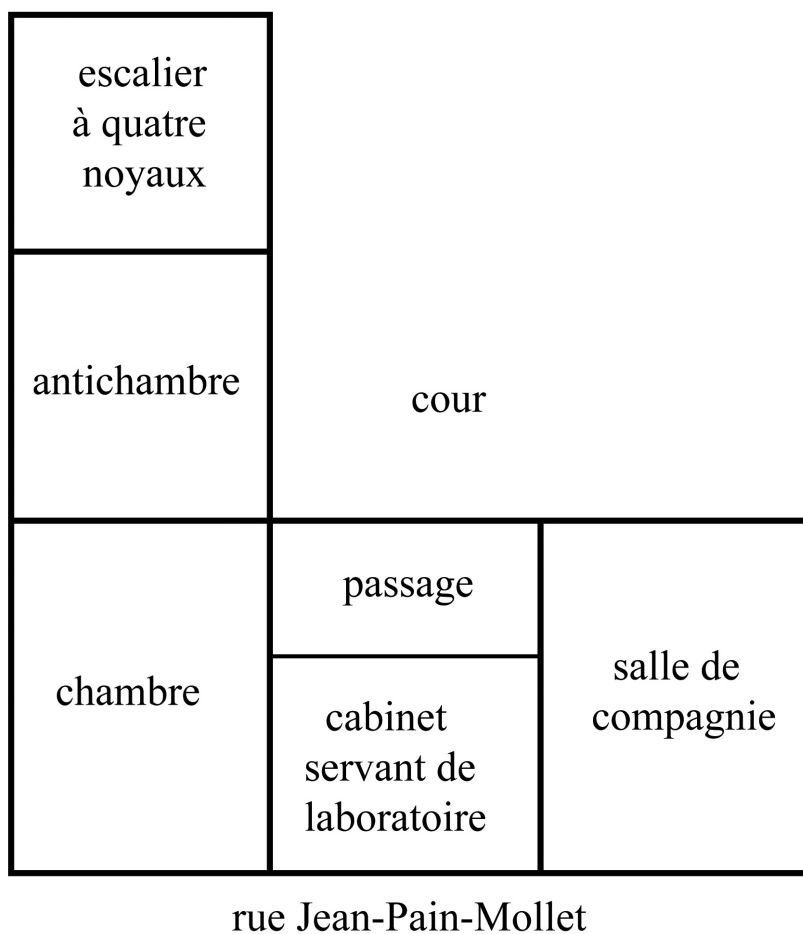 escalier
à quatre
noyaux
antichambre
cour
passage
chambre
salle de
compagnie
cabinet
servant de
laboratoire
rue Jean-Pain-Mollet